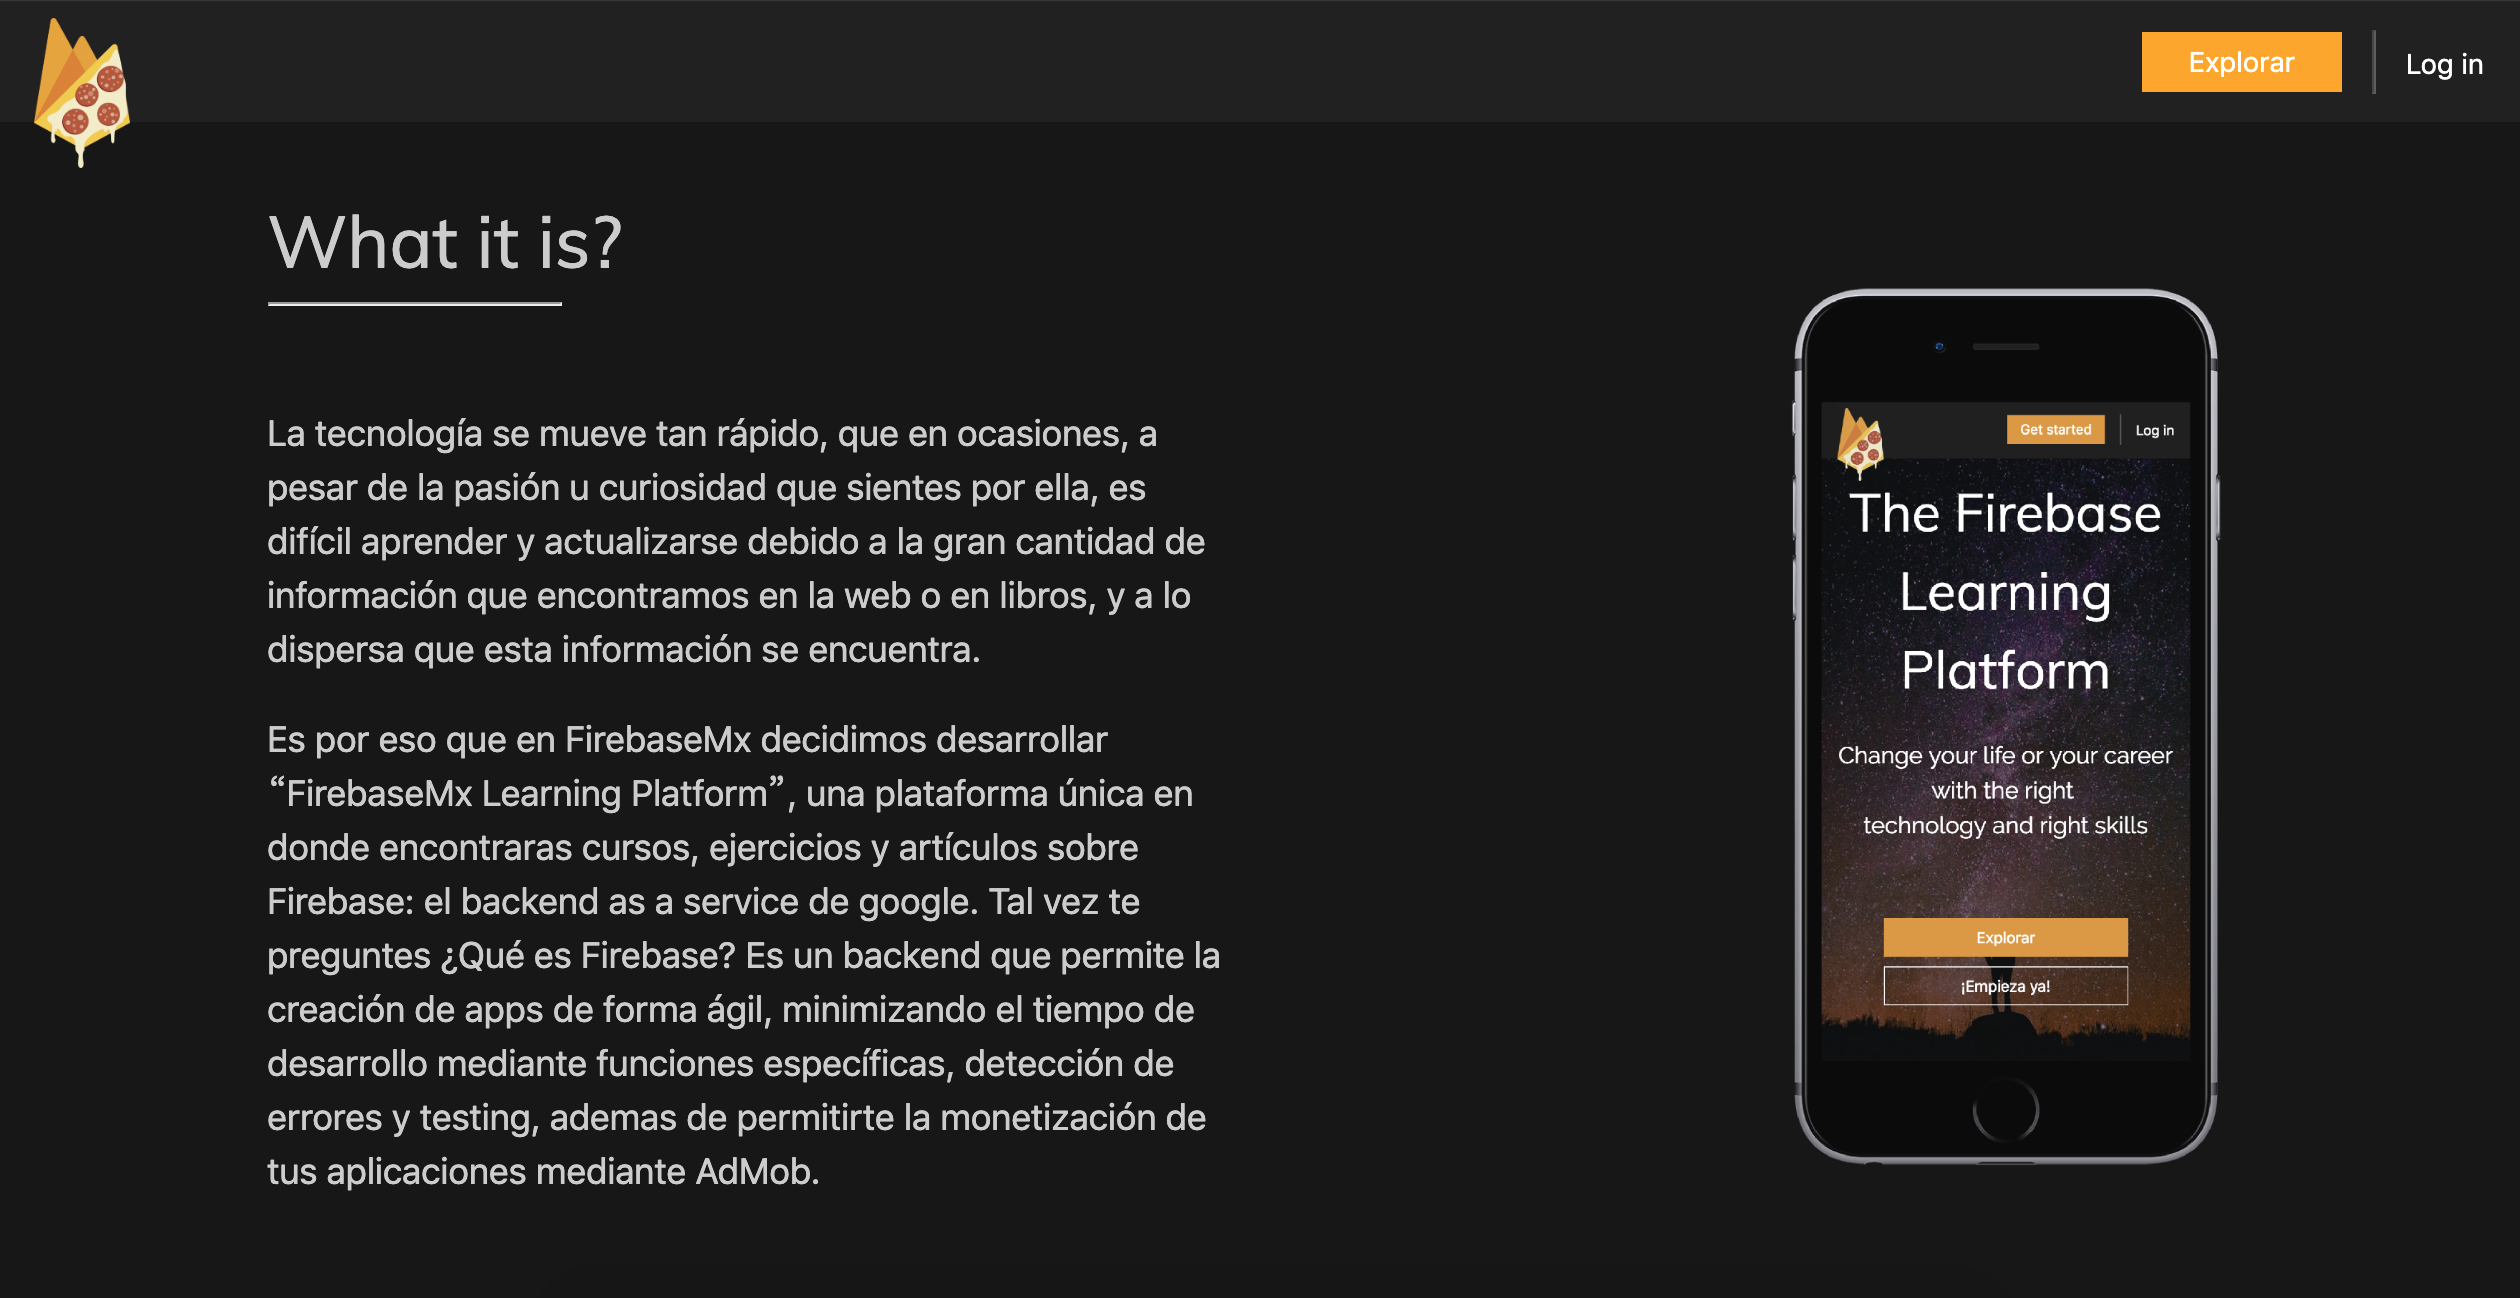 Explorar
Log in
What it is?
La tecnología se mueve tan rápido, que en ocasiones, a
pesar de la pasión u curiosidad que sientes por ella, es
difícil aprender y actualizarse debido a la gran cantidad de
información que encontramos en la web o en libros, y a lo
dispersa que esta información se encuentra.
Es por eso que en FirebaseMx decidimos desarrollar
“FirebaseMx Learning Platform”, una plataforma única en
donde encontraras cursos, ejercicios y artículos sobre
Firebase: el backend as a service de google. Tal vez te
preguntes ¿Qué es Firebase? Es un backend que permite la
creación de apps de forma ágil, minimizando el tiempo de
desarrollo mediante funciones específicas, detección de
errores y testing, ademas de permitirte la monetización de
tus aplicaciones mediante AdMob.
Get started
Log in
The Firebase
Learning
Platform
Change your life or your career
with the right
technology and right skills
Explorar
¡Empieza ya!